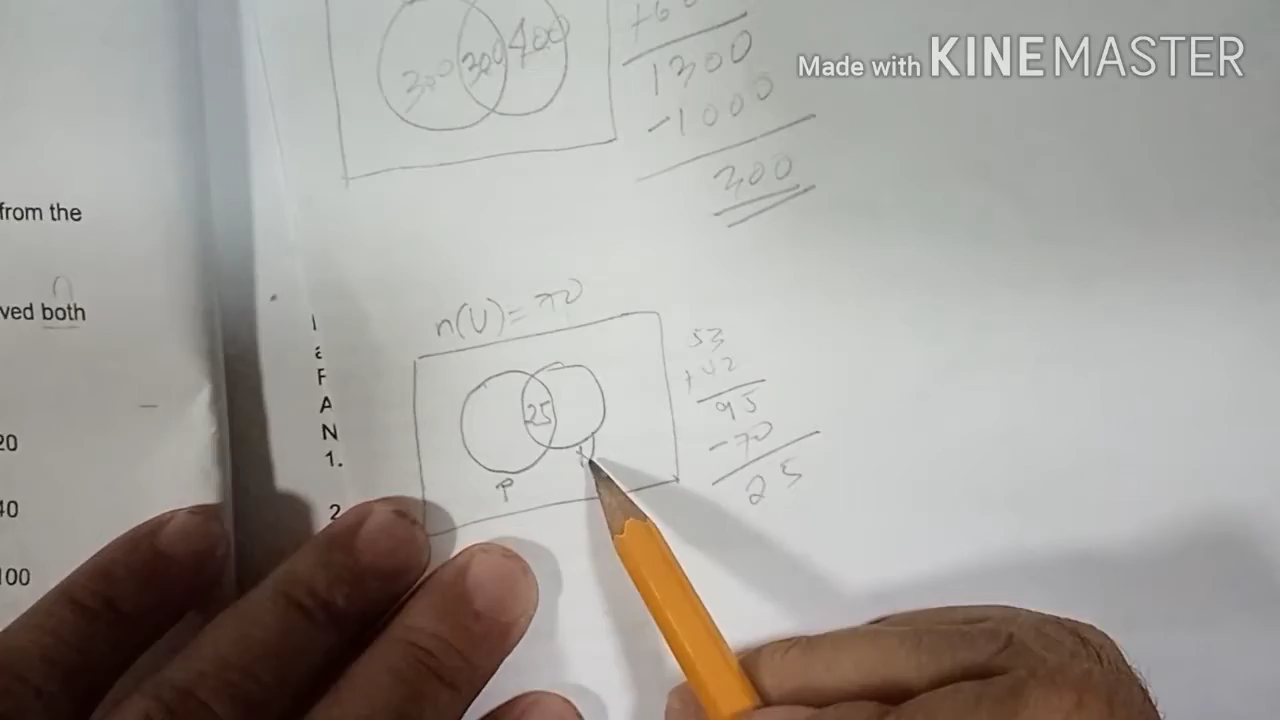 Made with KINEMASTER
300 300 400
+60
1300
-1000
300
from the
ved both
20
40
100
I
F
A
N
1.
2
n(U)=70
25
P
53
+42
95
-70
25